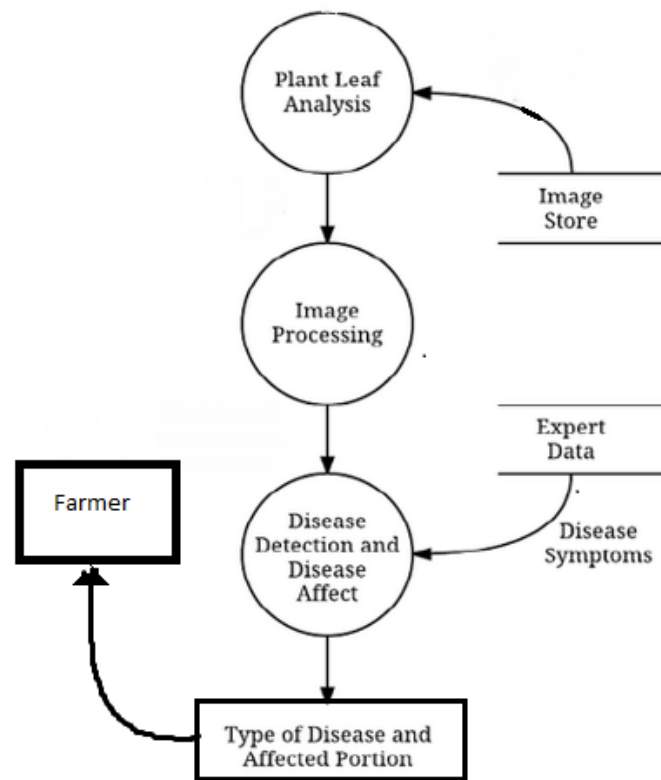 Plant Leaf
Analysis
Image
Store
Image
Processing
Expert
Data
Farmer
Disease
Detection and
Disease
Affect
Disease
Symptoms
Type of Disease and
Affected Portion